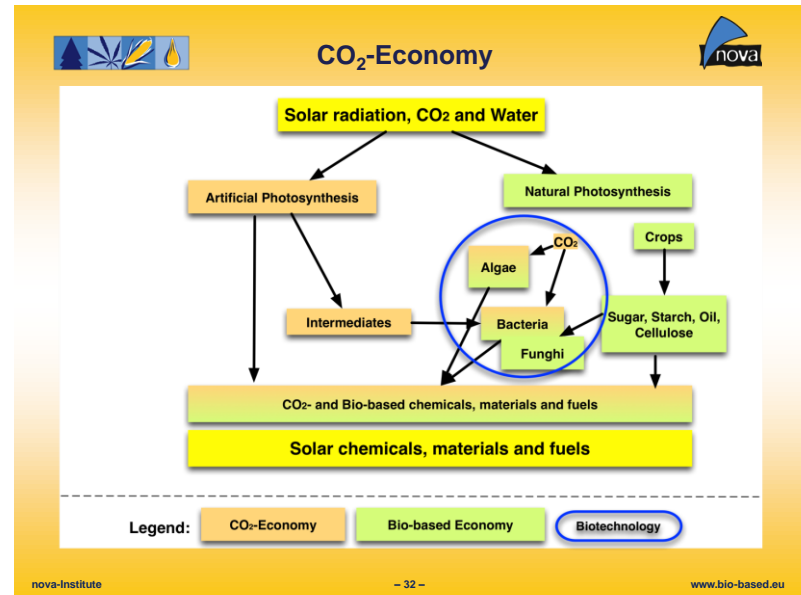 CO₂-Economy
nova
Solar radiation, CO₂ and Water
Artificial Photosynthesis
Natural Photosynthesis
CO₂
Crops
Algae
Intermediates
Bacteria
Sugar, Starch, Oil,
Cellulose
Funghi
CO₂- and Bio-based chemicals, materials and fuels
Solar chemicals, materials and fuels
Legend:
CO₂-Economy
Bio-based Economy
Biotechnology
nova-Institute
– 32 –
www.bio-based.eu